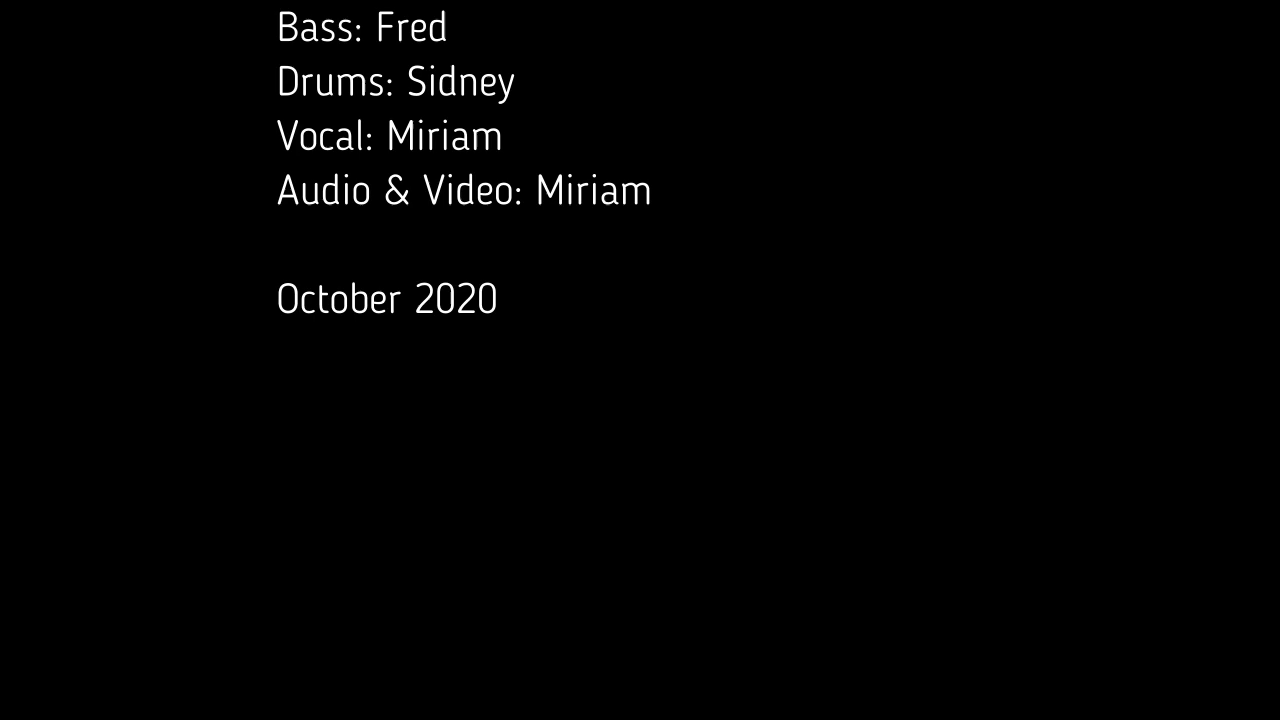 Bass: Fred
Drums: Sidney
Vocal: Miriam
Audio & Video: Miriam
October 2020